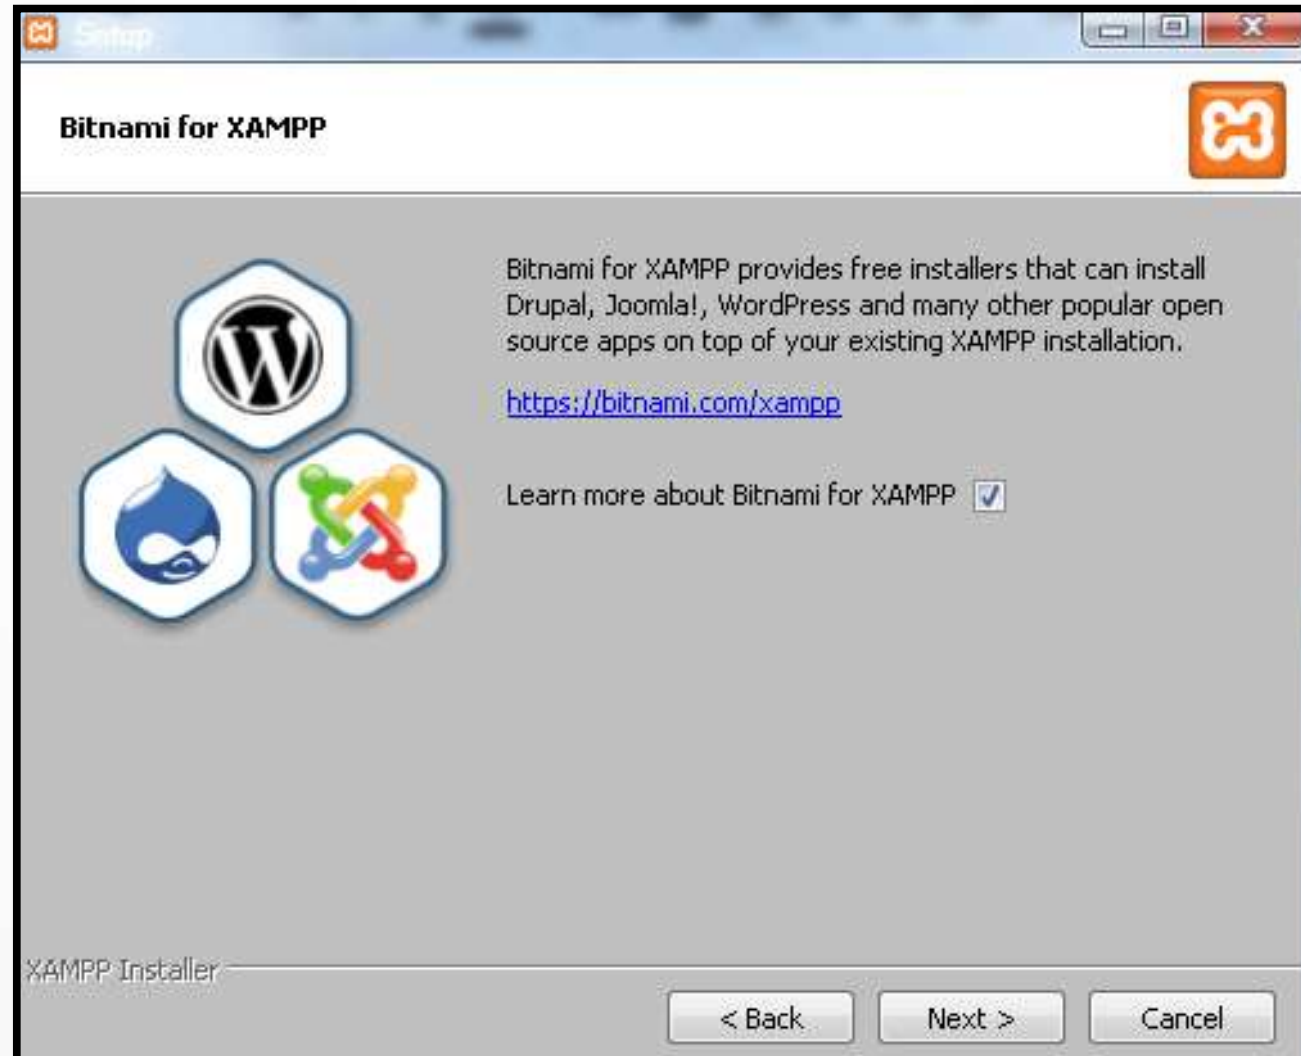 Setup
Bitnami for XAMPP
Bitnami for XAMPP provides free installers that can install
Drupal, Joomla!, WordPress and many other popular open
source apps on top of your existing XAMPP installation.
https://bitnami.com/xampp
Learn more about Bitnami for XAMPP
XAMPP Installer
< Back
Next >
Cancel